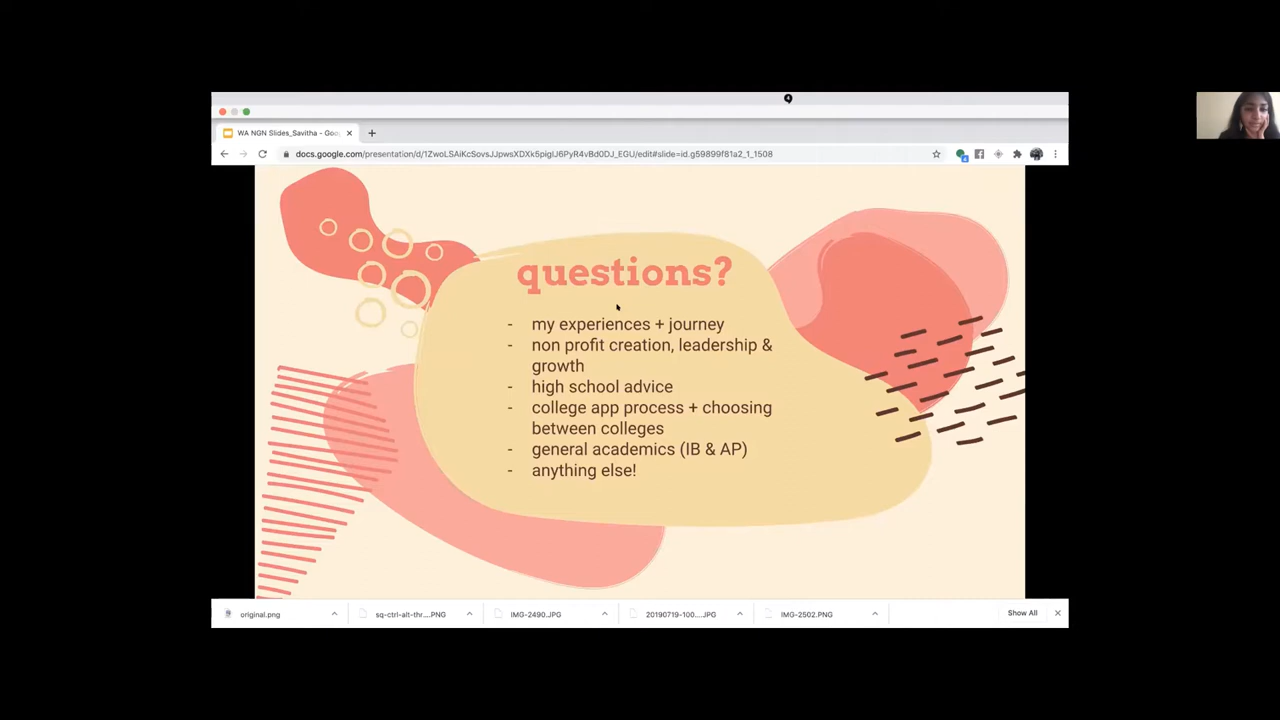 WA NGN Slides_Savitha - Goo
docs.google.com/presentation/d/1ZwoLSAiKcSovsJJpwsXDXk5pigIJ6PyR4vBd0DJ_EGU/edit#slide=id.g59899f81a2_1_1508
questions?
- my experiences + journey
- non profit creation, leadership &
growth
- high school advice
- college app process + choosing
between colleges
- general academics (IB & AP)
- anything else!
original.png
sq-ctrl-alt-thr....PNG
IMG-2490.JPG
20190719-100....JPG
IMG-2502.PNG
Show All